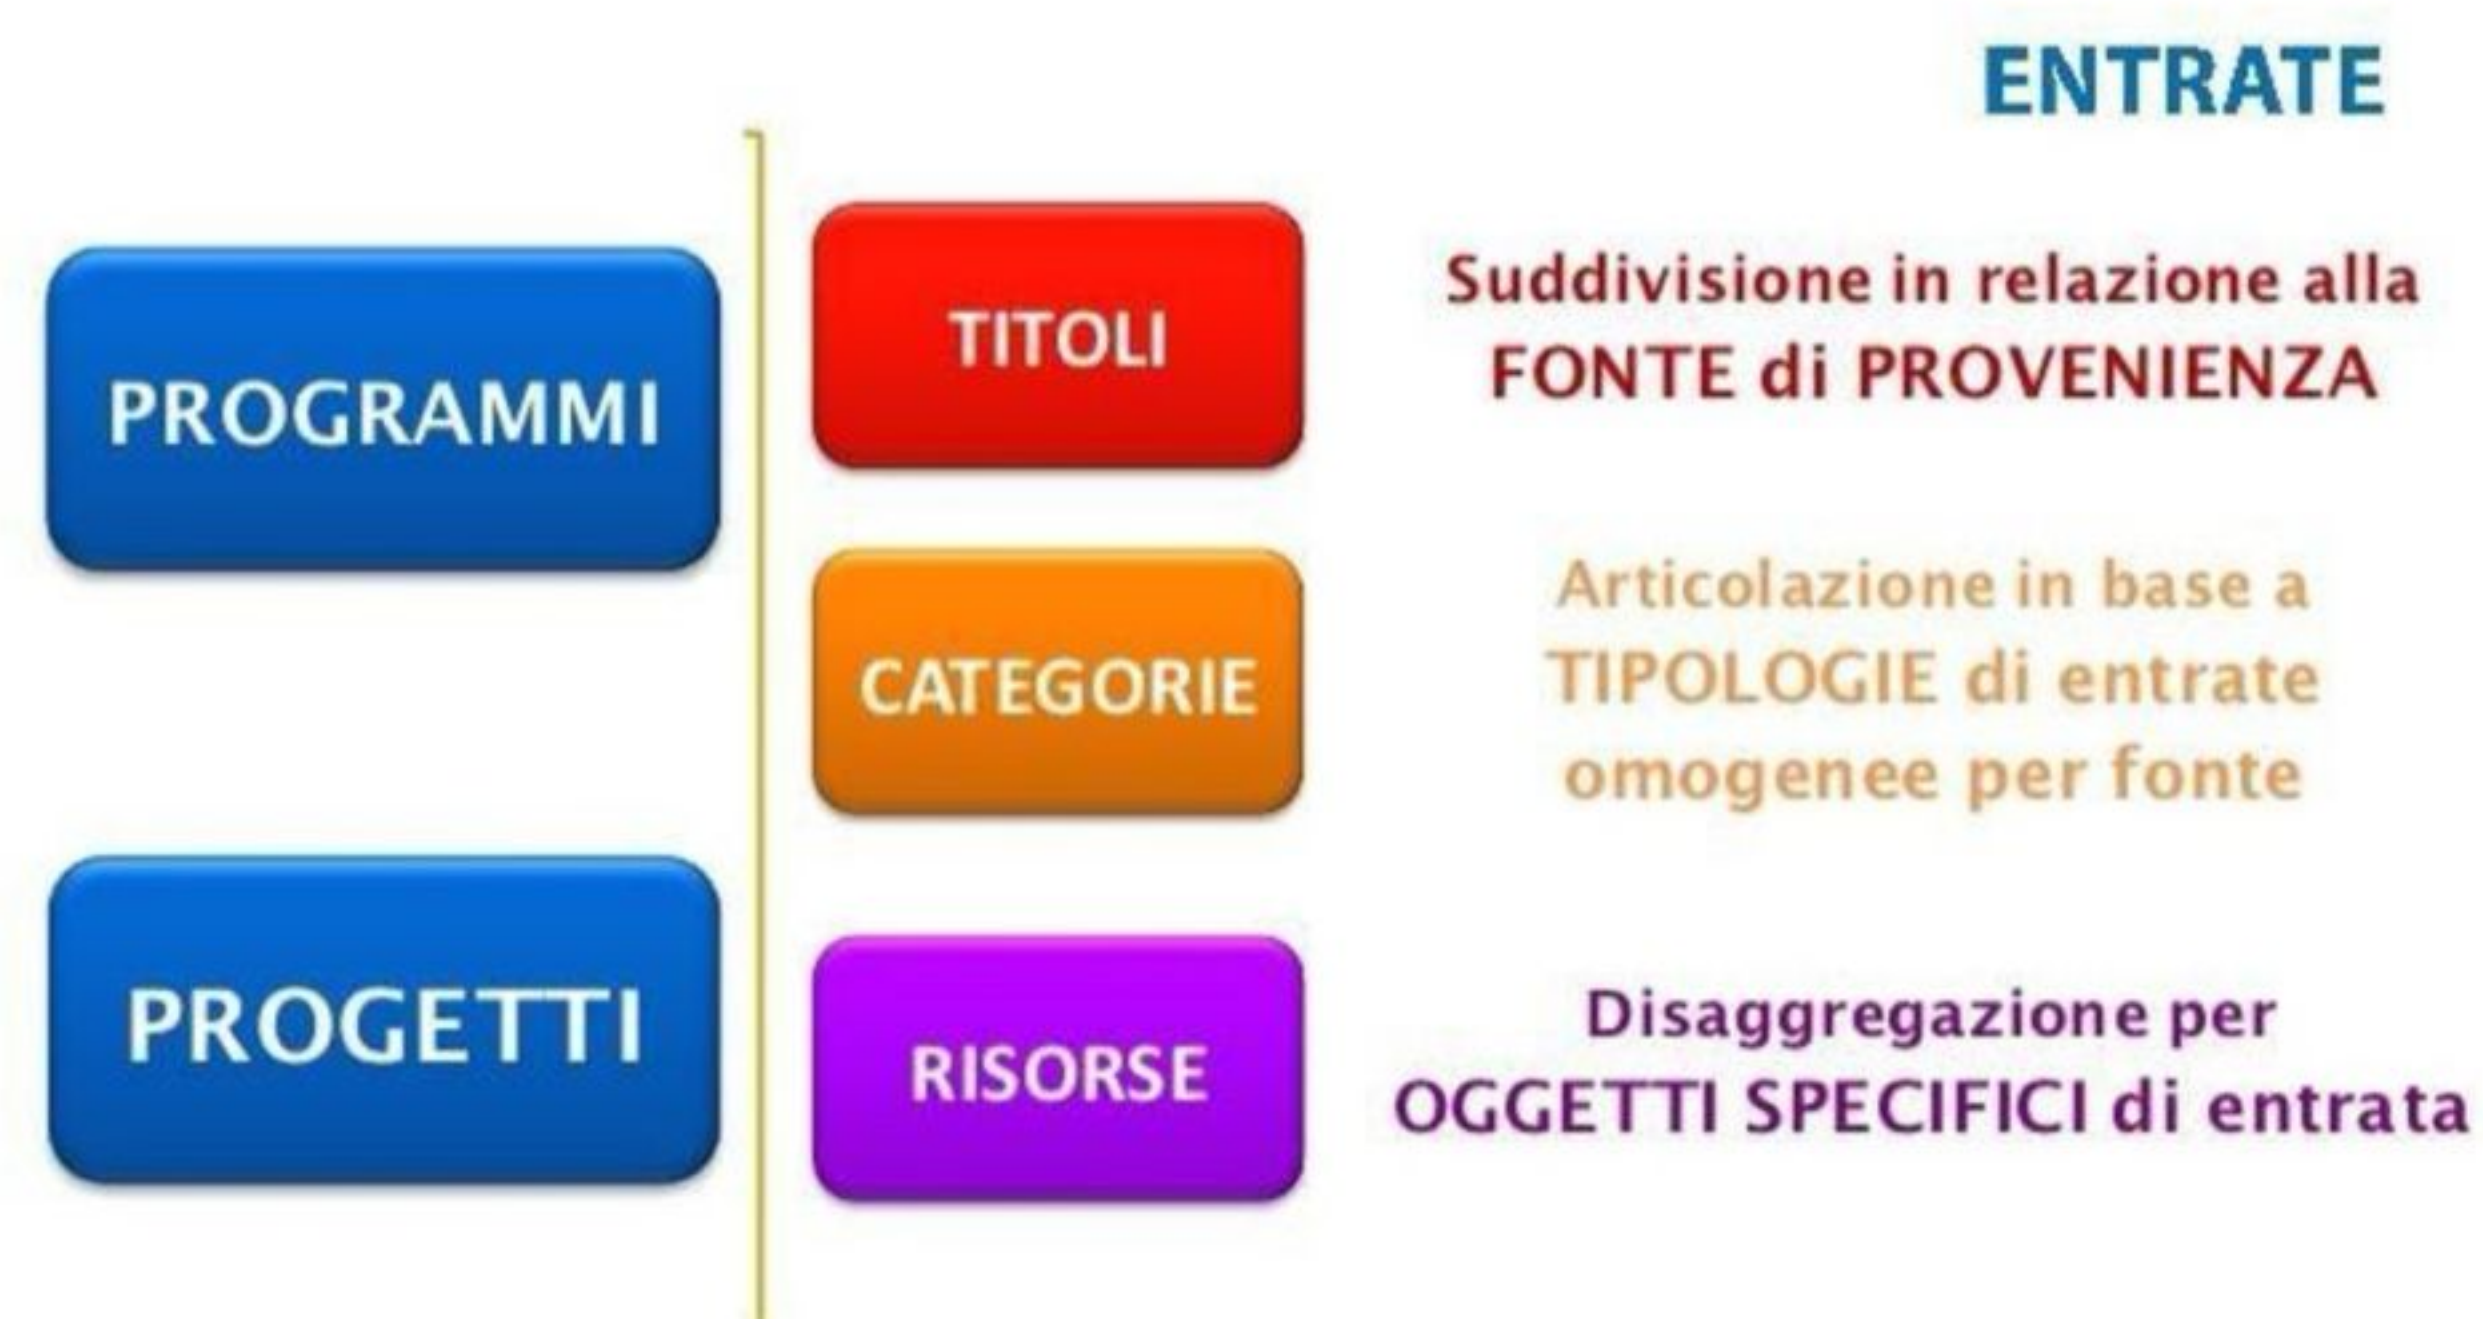 ENTRATE
PROGRAMMI
PROGETTI
TITOLI
Suddivisione in relazione alla
FONTE di PROVENIENZA
CATEGORIE
Articolazione in base a
TIPOLOGIE di entrate
omogenee per fonte
RISORSE
Disaggregazione per
OGGETTI SPECIFICI di entrata